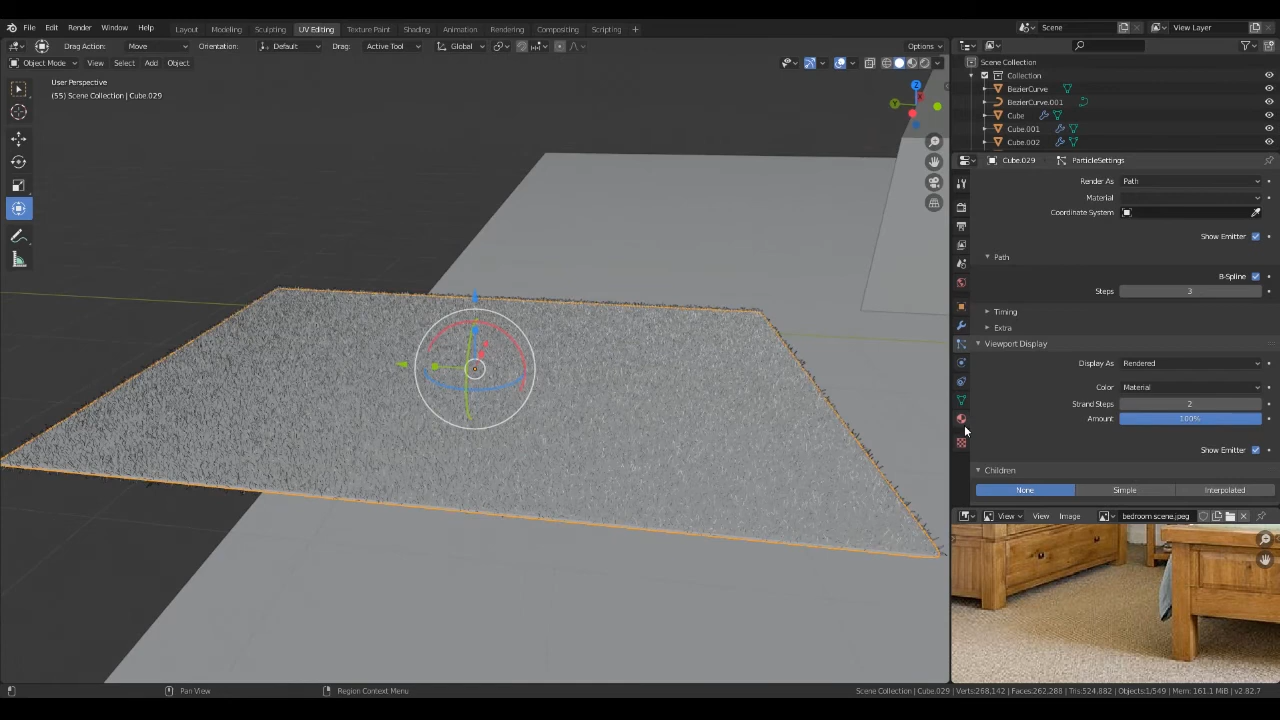 File Edit Render Window Help Layout Modeling Sculpting UV Editing Texture Paint Shading Animation Rendering Compositing Scripting + Scene View Layer
Drag Action: Move Orientation: Default Drag: Active Tool Global Options
Object Mode View Select Add Object
User Perspective
(55) Scene Collection | Cube.029
Z
Y
Scene Collection
Collection
BezierCurve
BezierCurve.001
Cube
Cube.001
Cube.002
Cube.029 ParticleSettings
Render As Path
Material
Coordinate System
Show Emitter
Path
B-Spline
Steps 3
Timing
Extra
Viewport Display
Display As Rendered
Color Material
Strand Steps 2
Amount 100%
Show Emitter
Children
None Simple Interpolated
View View Image bedroom scene.jpeg
Pan View Region Context Menu Scene Collection | Cube.029 | Verts:268,142 | Faces:262,288 | Tris:524,882 | Objects:1/549 | Mem: 161.1 MiB | v2.82.7